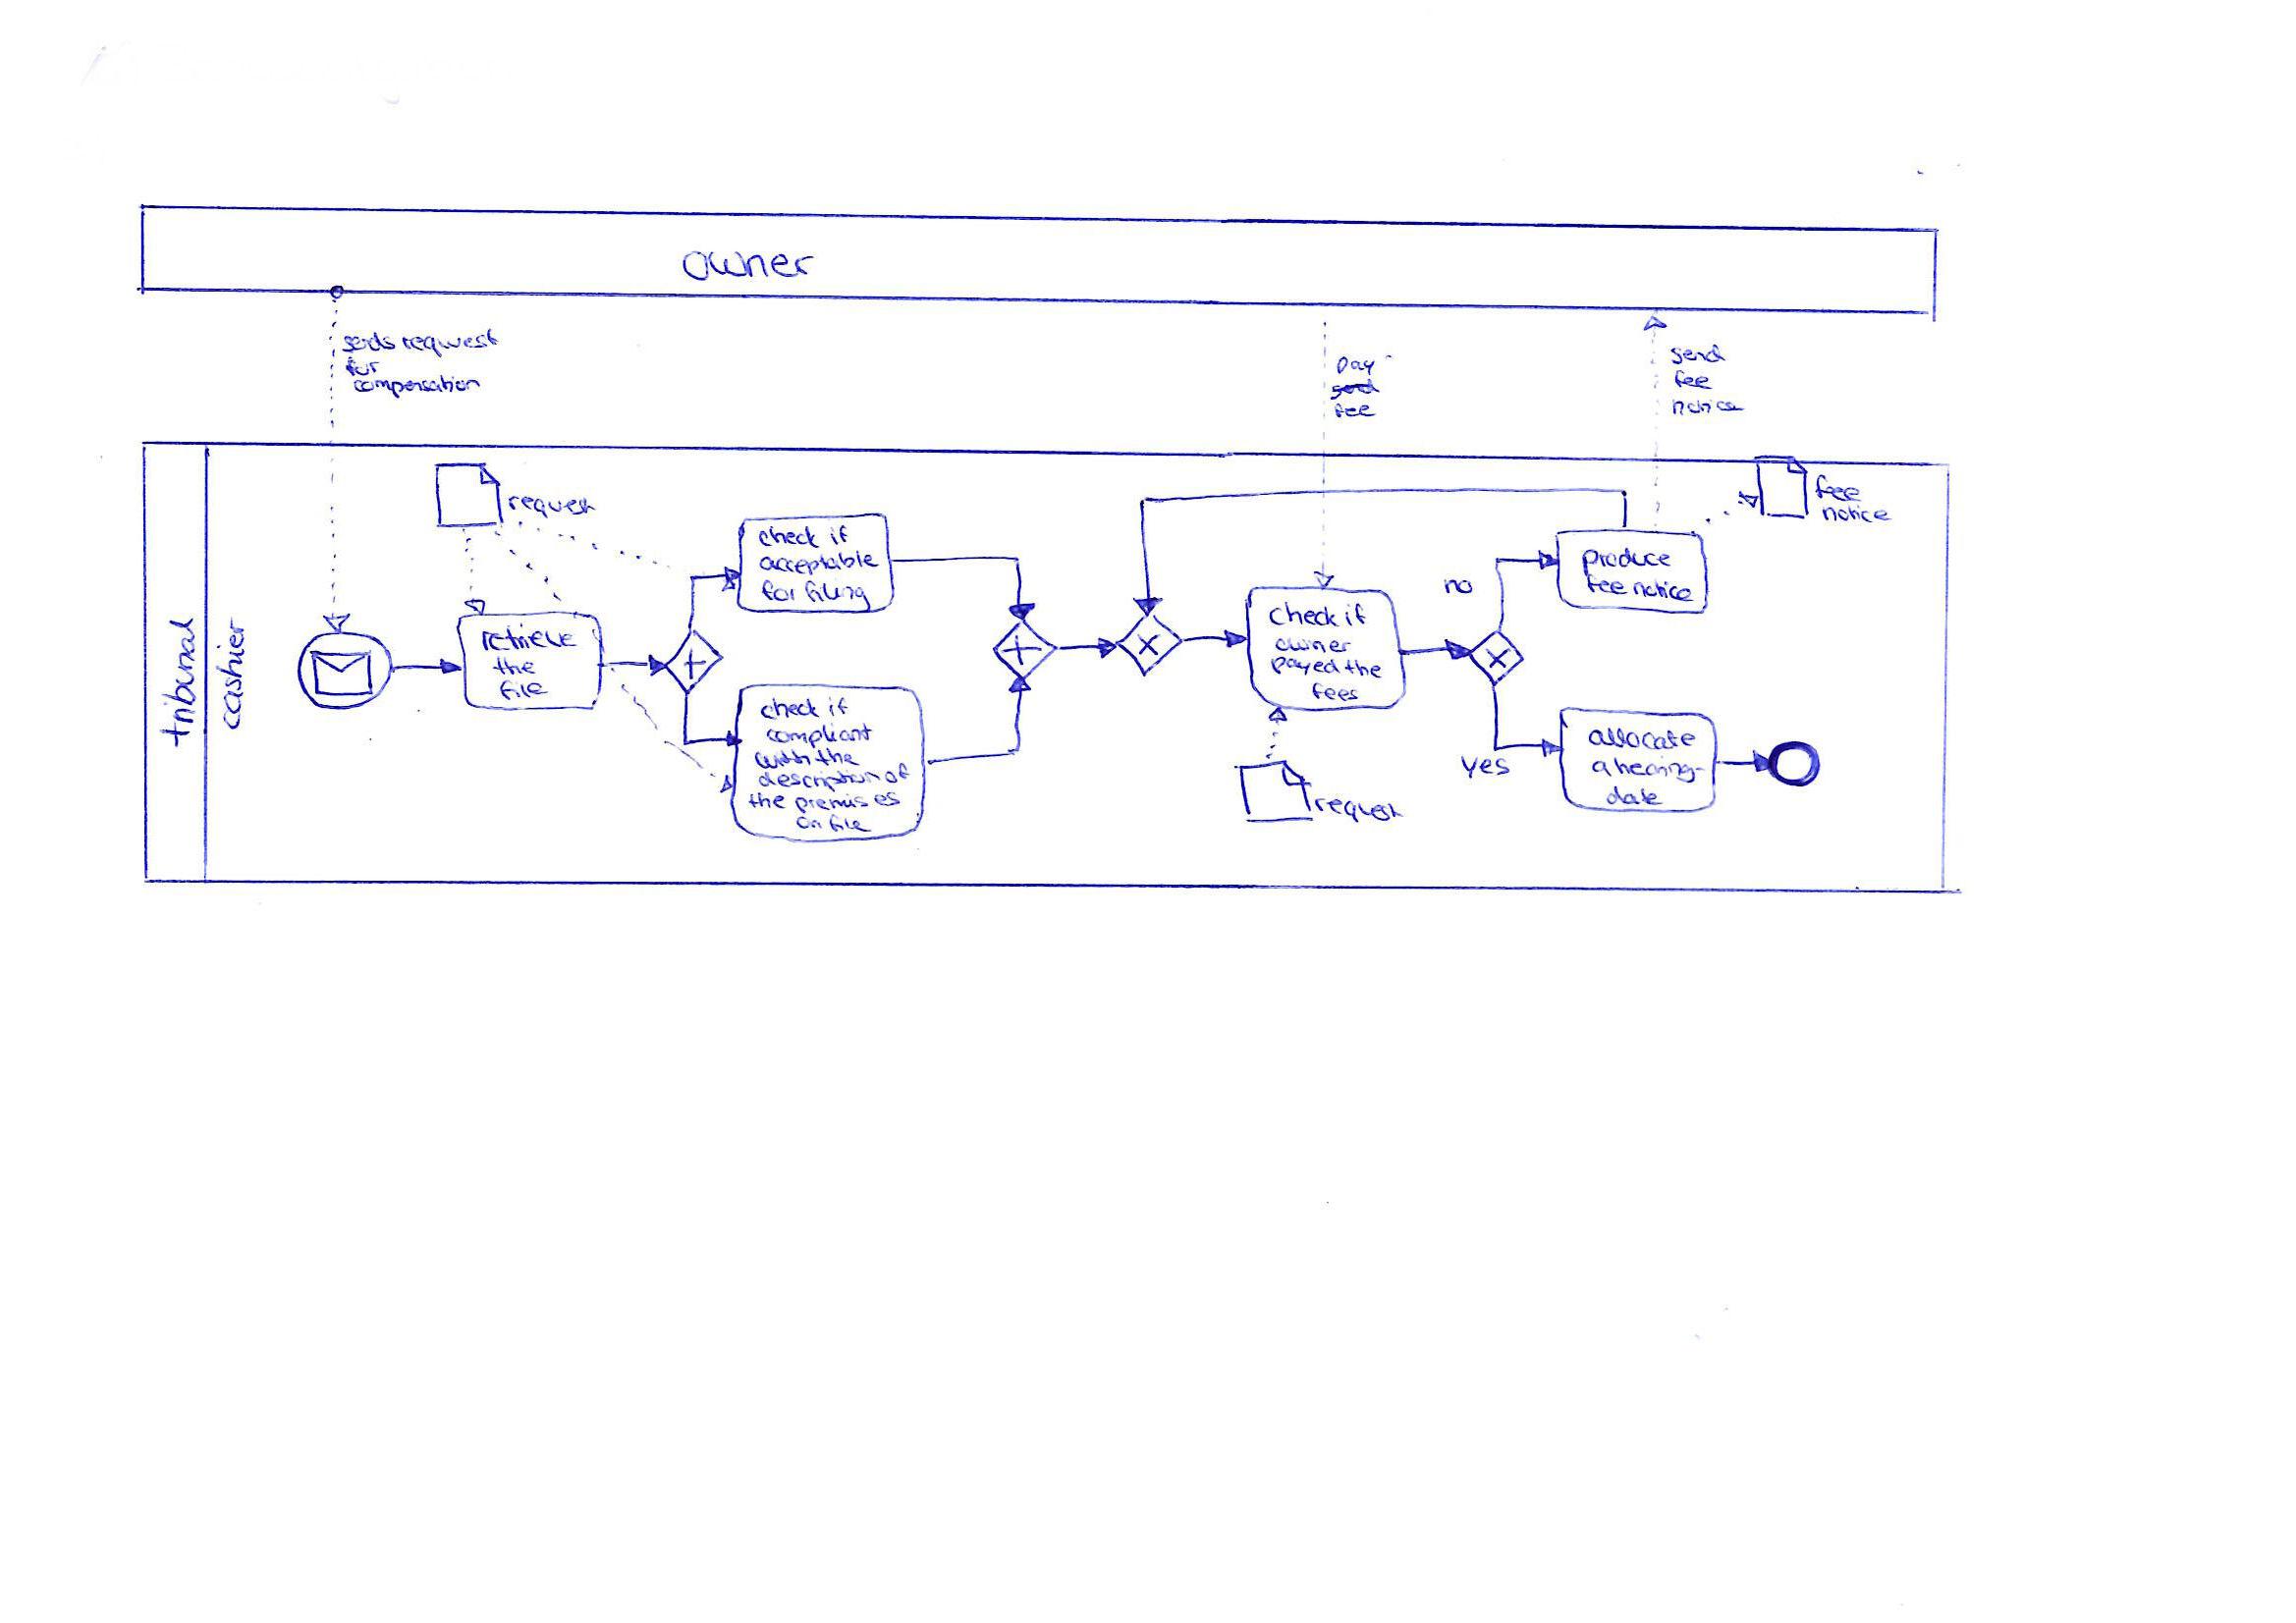 owner
sends request
for
compensation
pay
send
fee
send
fee
notice
tribunal
cashier
request
retrieve
the
file
check if
acceptable
for filing
check if
compliant
with the
description of
the premises
on file
check if
owner
payed the
fees
request
no
yes
produce
fee notice
fee
notice
allocate
a hearing-
date